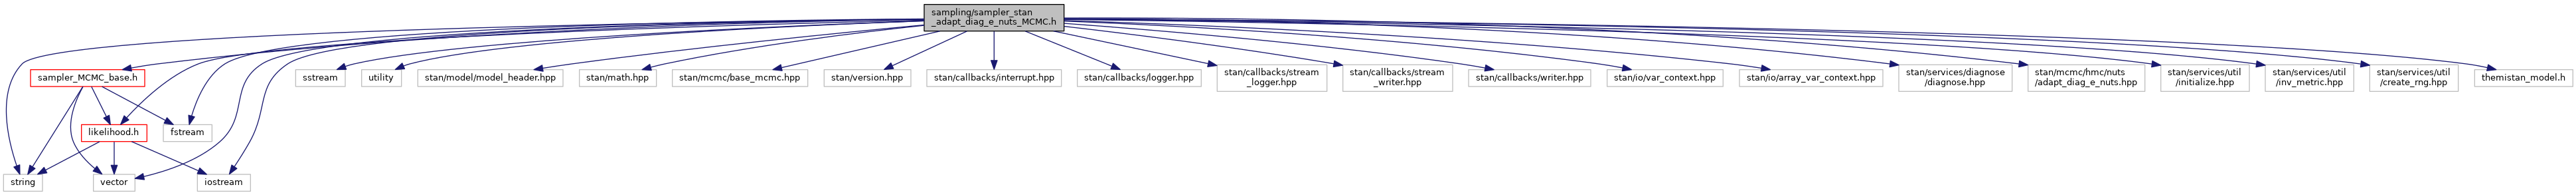 sampling/sampler_stan
_adapt_diag_e_nuts_MCMC.h
sampler_MCMC_base.h
sstream
utility
stan/model/model_header.hpp
stan/math.hpp
stan/mcmc/base_mcmc.hpp
stan/version.hpp
stan/callbacks/interrupt.hpp
stan/callbacks/logger.hpp
stan/callbacks/stream
_logger.hpp
stan/callbacks/stream
_writer.hpp
stan/callbacks/writer.hpp
stan/io/var_context.hpp
stan/io/array_var_context.hpp
stan/services/diagnose
/diagnose.hpp
stan/mcmc/hmc/nuts
/adapt_diag_e_nuts.hpp
stan/services/util
/initialize.hpp
stan/services/util
/inv_metric.hpp
stan/services/util
/create_rng.hpp
themistan_model.h
likelihood.h
fstream
string
vector
iostream